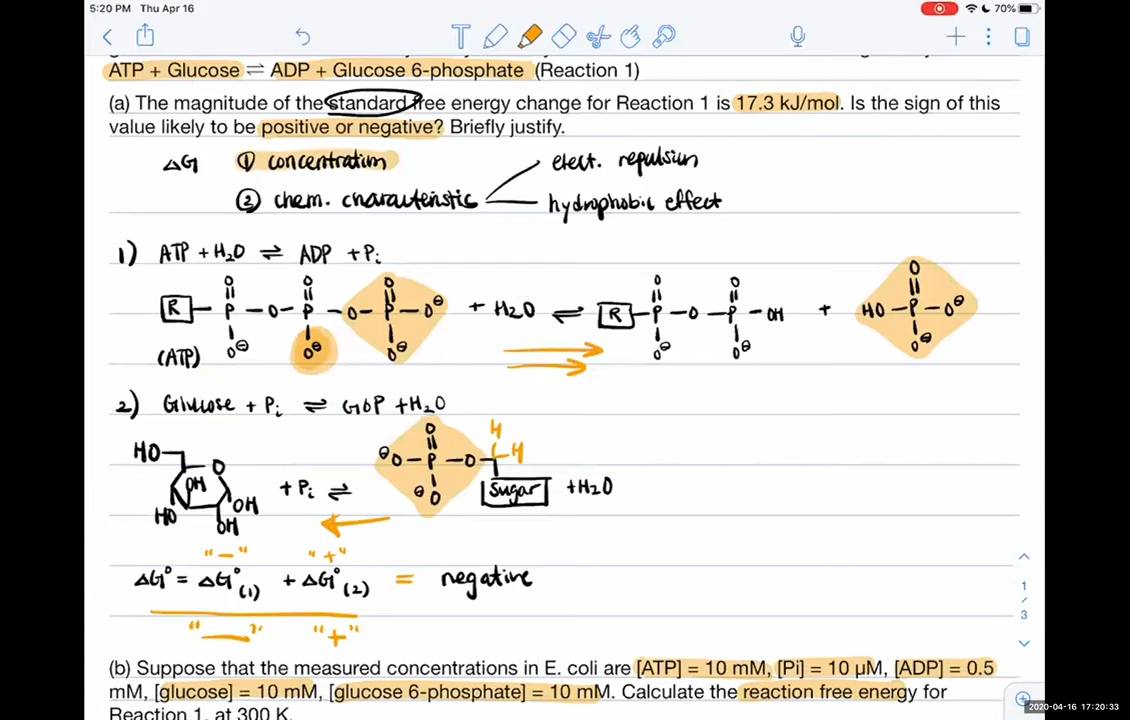 5:20 PM Thu Apr 16
70%
ATP + Glucose ⇌ ADP + Glucose 6-phosphate (Reaction 1)
(a) The magnitude of the standard free energy change for Reaction 1 is 17.3 kJ/mol. Is the sign of this
value likely to be positive or negative? Briefly justify.
ΔG ① concentration
elect. repulsion
② chem. characteristic
hydrophobic effect
1) ATP + H2O ⇌ ADP + Pi
O O O O O O
R-P-O-P-O-P-O⊖ + H2O ⇌ R-P-O-P-OH + HO-P-O⊖
(ATP) O⊖ O⊖ O⊖ O⊖ O⊖ O⊖
2) Glucose + Pi ⇌ G6P + H2O
O H
HO O ⊖O-P-O H
OH + Pi ⇌ ⊖O Sugar + H2O
HO OH OH
"-" "+"
ΔG° = ΔG°(1) + ΔG°(2) = negative
"—" "+"
(b) Suppose that the measured concentrations in E. coli are [ATP] = 10 mM, [Pi] = 10 µM, [ADP] = 0.5
mM, [glucose] = 10 mM, [glucose 6-phosphate] = 10 mM. Calculate the reaction free energy for
Reaction 1, at 300 K.
1
/
3
2020-04-16 17:20:33